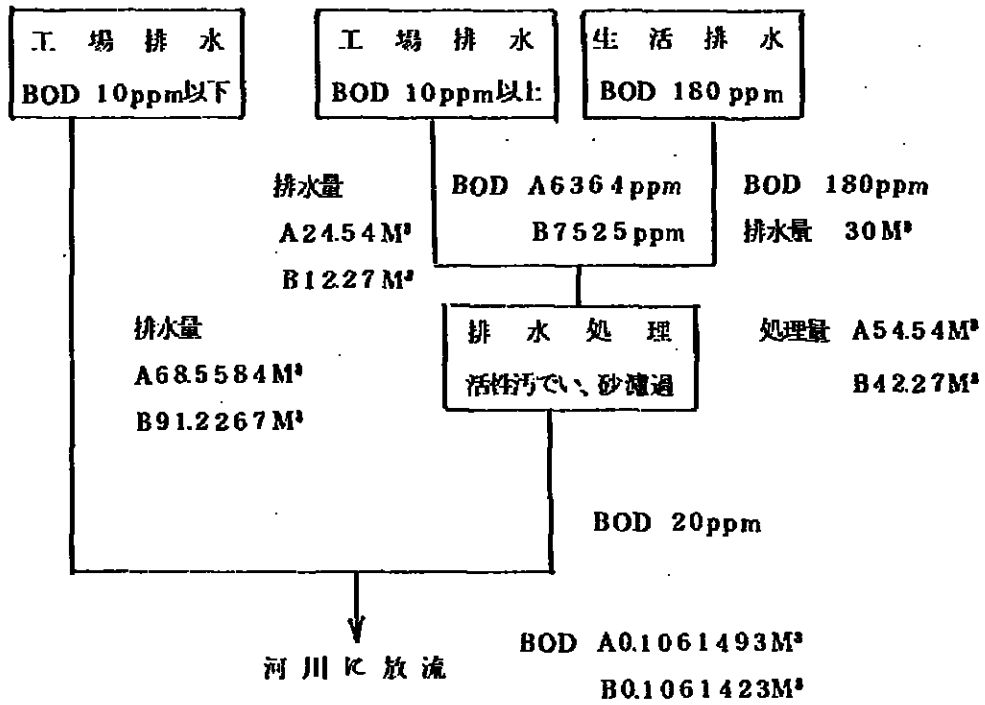 工場排水
BOD 10ppm以下
工場排水
BOD 10ppm以上
生活排水
BOD 180ppm
排水量
A24.54M³
B12.27M³
BOD A6364ppm
B7525ppm
BOD 180ppm
排水量 30M³
排水量
A68.5584M³
B91.2267M³
排水処理
活性汚でい、砂濾過
処理量 A54.54M³
B42.27M³
BOD 20ppm
河川に放流
BOD A0.1061493M³
B0.1061423M³